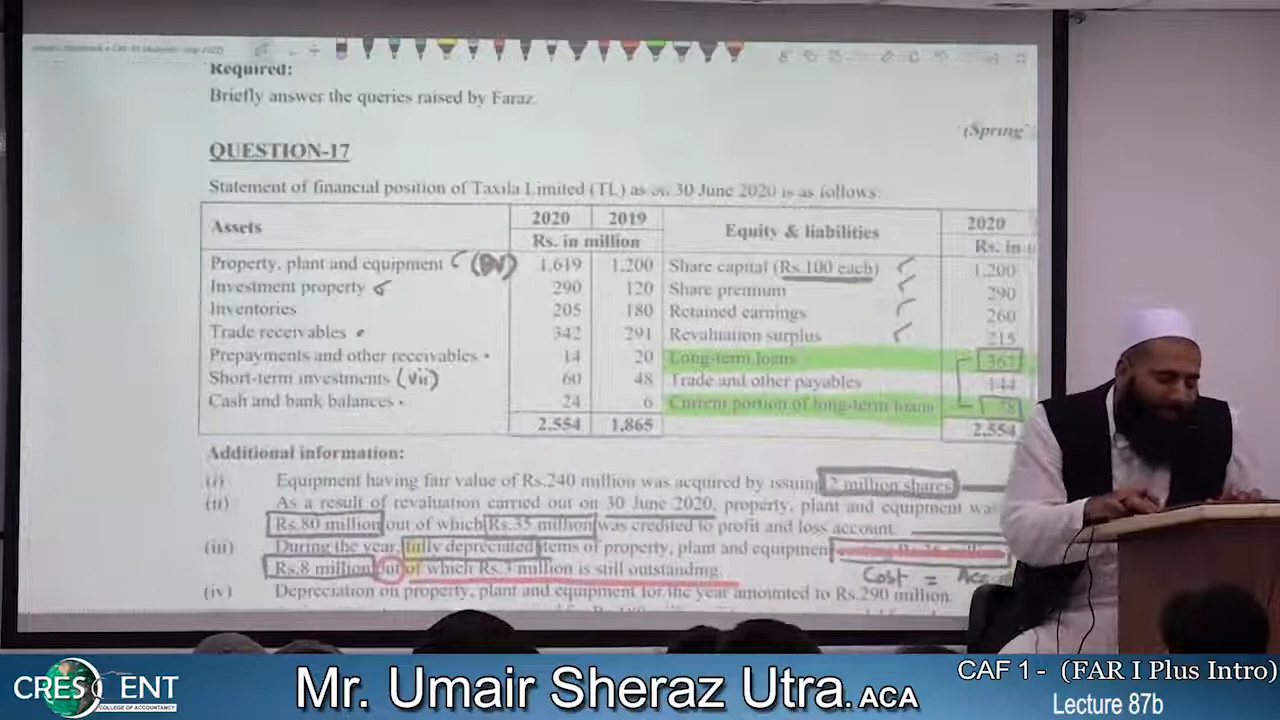 Required:
Briefly answer the queries raised by Faraz.
(Spring
QUESTION-17
Statement of financial position of Taxila Limited (TL) as on 30 June 2020 is as follows:
Assets 2020 2019 Equity & liabilities 2020
Rs. in million Rs. in
Property, plant and equipment 1,619 1,200 Share capital (Rs.100 each) 1,200
Investment property 290 120 Share premium 290
Inventories 205 180 Retained earnings 260
Trade receivables 342 291 Revaluation surplus 215
Prepayments and other receivables 14 20 Long-term loans
Short-term investments (vii) 60 48 Trade and other payables 144
Cash and bank balances 24 6 Current portion of long-term loans 78
2,554 1,865 2,554
Additional information:
(i) Equipment having fair value of Rs.240 million was acquired by issuing 2 million shares
(ii) As a result of revaluation carried out on 30 June 2020, property, plant and equipment
Rs.80 million out of which Rs.35 million was credited to profit and loss account.
(iii) During the year, fully depreciated items of property, plant and equipment
Rs.8 million out of which Rs.3 million is still outstanding.
Cost =
(iv) Depreciation on property, plant and equipment for the year amounted to Rs.290 million.
CRESCENT
COLLEGE OF ACCOUNTANCY
Mr. Umair Sheraz Utra. ACA
CAF 1 - (FAR I Plus Intro)
Lecture 87b